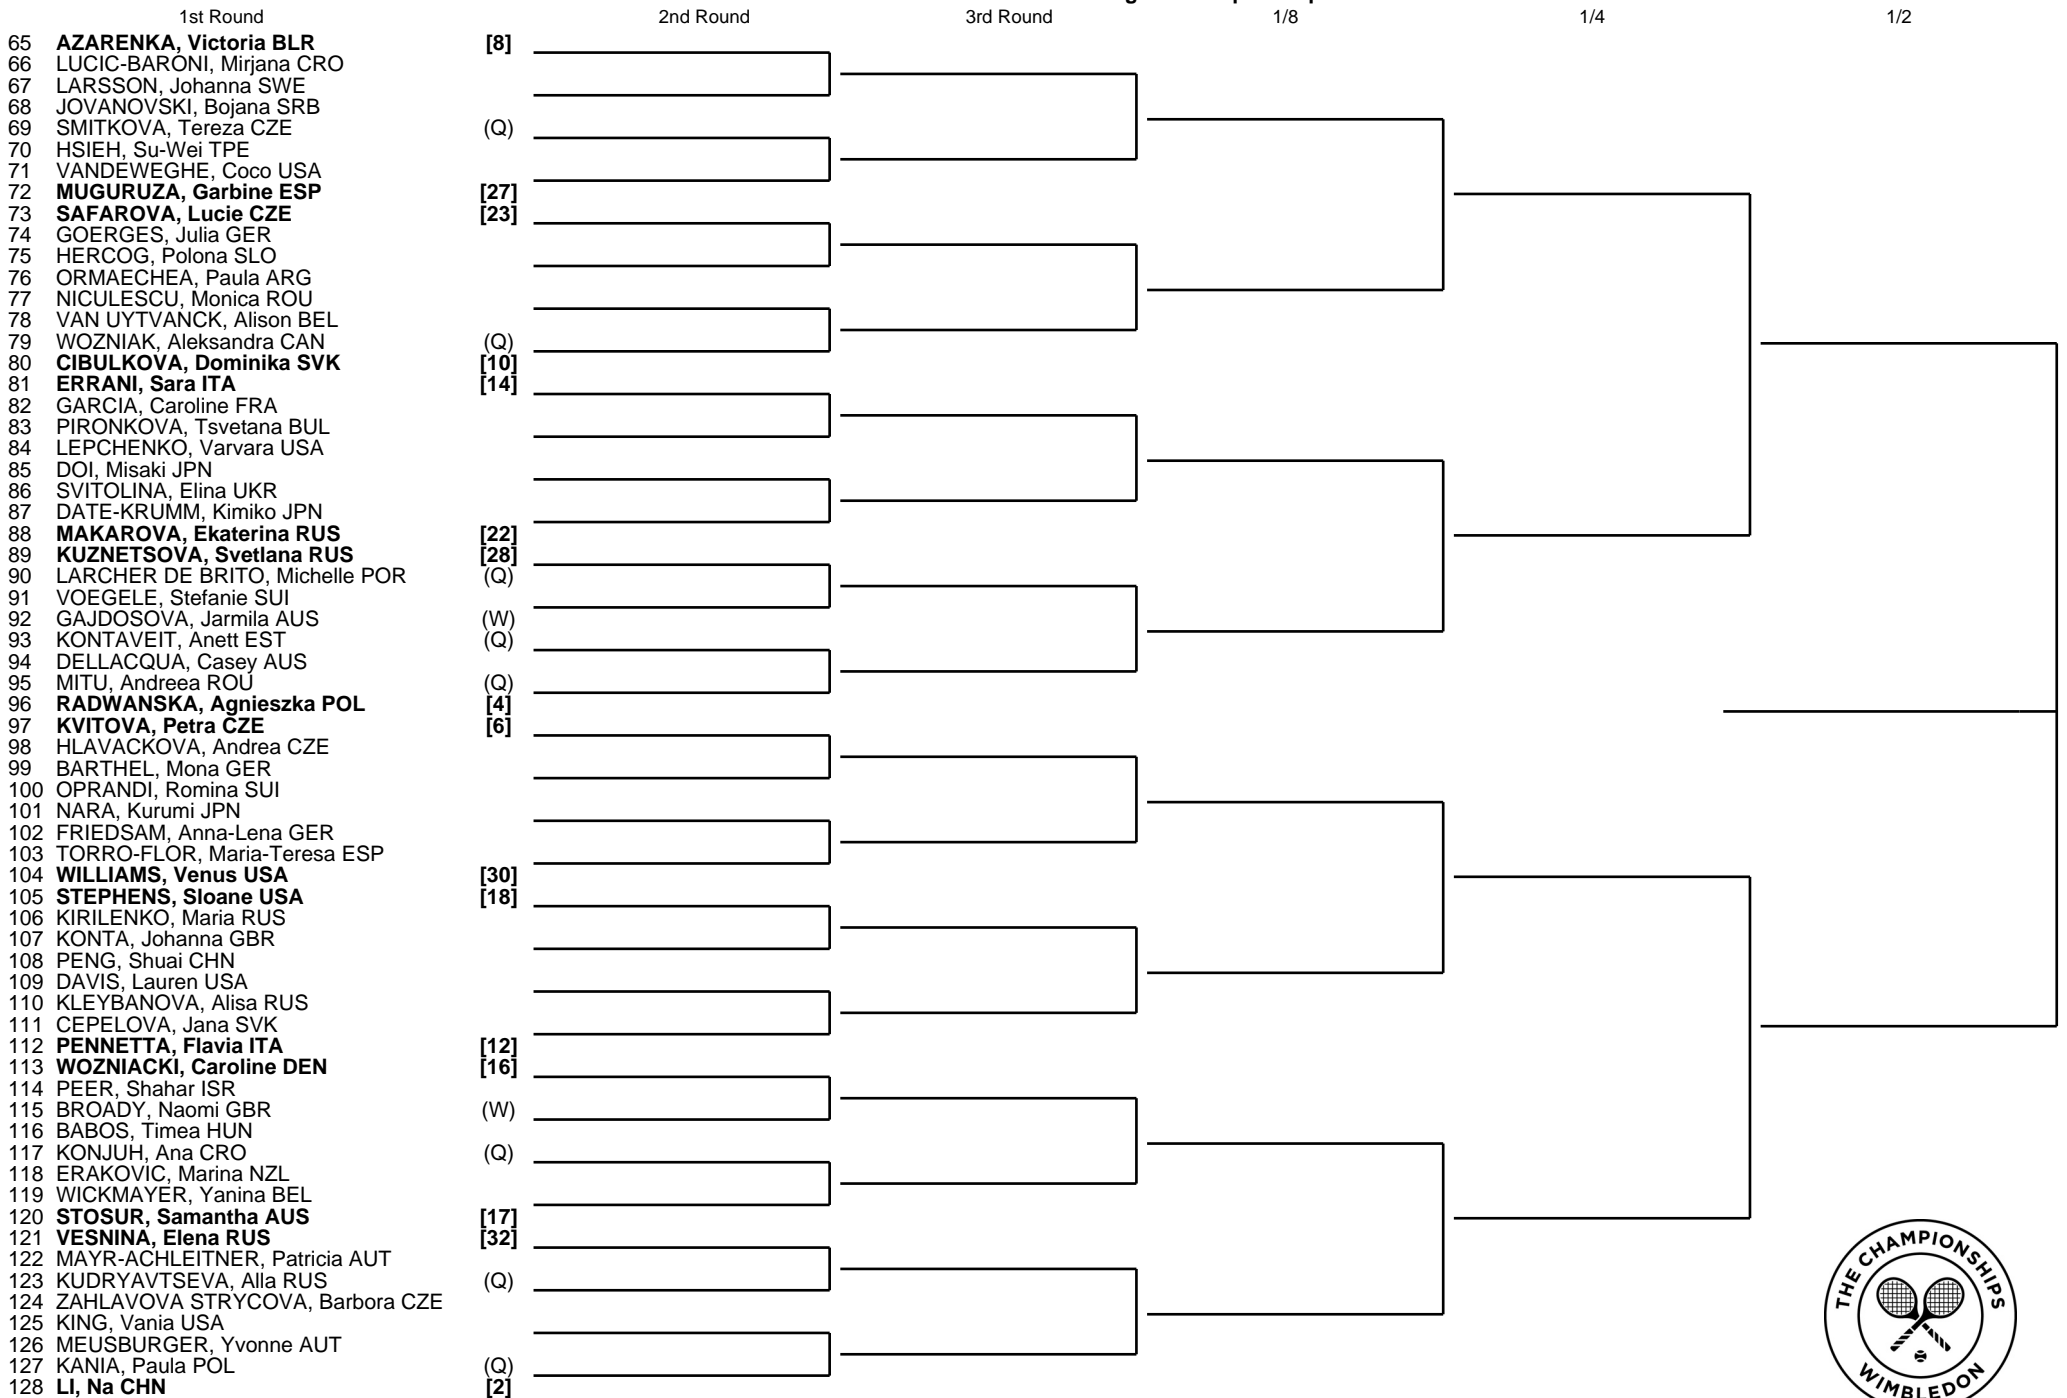 1st Round 2nd Round 3rd Round 1/8 1/4 1/2
65 AZARENKA, Victoria BLR [8]
66 LUCIC-BARONI, Mirjana CRO
67 LARSSON, Johanna SWE
68 JOVANOVSKI, Bojana SRB
69 SMITKOVA, Tereza CZE (Q)
70 HSIEH, Su-Wei TPE
71 VANDEWEGHE, Coco USA
72 MUGURUZA, Garbine ESP [27]
73 SAFAROVA, Lucie CZE [23]
74 GOERGES, Julia GER
75 HERCOG, Polona SLO
76 ORMAECHEA, Paula ARG
77 NICULESCU, Monica ROU
78 VAN UYTVANCK, Alison BEL
79 WOZNIAK, Aleksandra CAN (Q)
80 CIBULKOVA, Dominika SVK [10]
81 ERRANI, Sara ITA [14]
82 GARCIA, Caroline FRA
83 PIRONKOVA, Tsvetana BUL
84 LEPCHENKO, Varvara USA
85 DOI, Misaki JPN
86 SVITOLINA, Elina UKR
87 DATE-KRUMM, Kimiko JPN
88 MAKAROVA, Ekaterina RUS [22]
89 KUZNETSOVA, Svetlana RUS [28]
90 LARCHER DE BRITO, Michelle POR (Q)
91 VOEGELE, Stefanie SUI
92 GAJDOSOVA, Jarmila AUS (W)
93 KONTAVEIT, Anett EST (Q)
94 DELLACQUA, Casey AUS
95 MITU, Andreea ROU (Q)
96 RADWANSKA, Agnieszka POL [4]
97 KVITOVA, Petra CZE [6]
98 HLAVACKOVA, Andrea CZE
99 BARTHEL, Mona GER
100 OPRANDI, Romina SUI
101 NARA, Kurumi JPN
102 FRIEDSAM, Anna-Lena GER
103 TORRO-FLOR, Maria-Teresa ESP
104 WILLIAMS, Venus USA [30]
105 STEPHENS, Sloane USA [18]
106 KIRILENKO, Maria RUS
107 KONTA, Johanna GBR
108 PENG, Shuai CHN
109 DAVIS, Lauren USA
110 KLEYBANOVA, Alisa RUS
111 CEPELOVA, Jana SVK
112 PENNETTA, Flavia ITA [12]
113 WOZNIACKI, Caroline DEN [16]
114 PEER, Shahar ISR
115 BROADY, Naomi GBR (W)
116 BABOS, Timea HUN
117 KONJUH, Ana CRO (Q)
118 ERAKOVIC, Marina NZL
119 WICKMAYER, Yanina BEL
120 STOSUR, Samantha AUS [17]
121 VESNINA, Elena RUS [32]
122 MAYR-ACHLEITNER, Patricia AUT
123 KUDRYAVTSEVA, Alla RUS (Q)
124 ZAHLAVOVA STRYCOVA, Barbora CZE
125 KING, Vania USA
126 MEUSBURGER, Yvonne AUT
127 KANIA, Paula POL (Q)
128 LI, Na CHN [2]
THE CHAMPIONSHIPS
WIMBLEDON